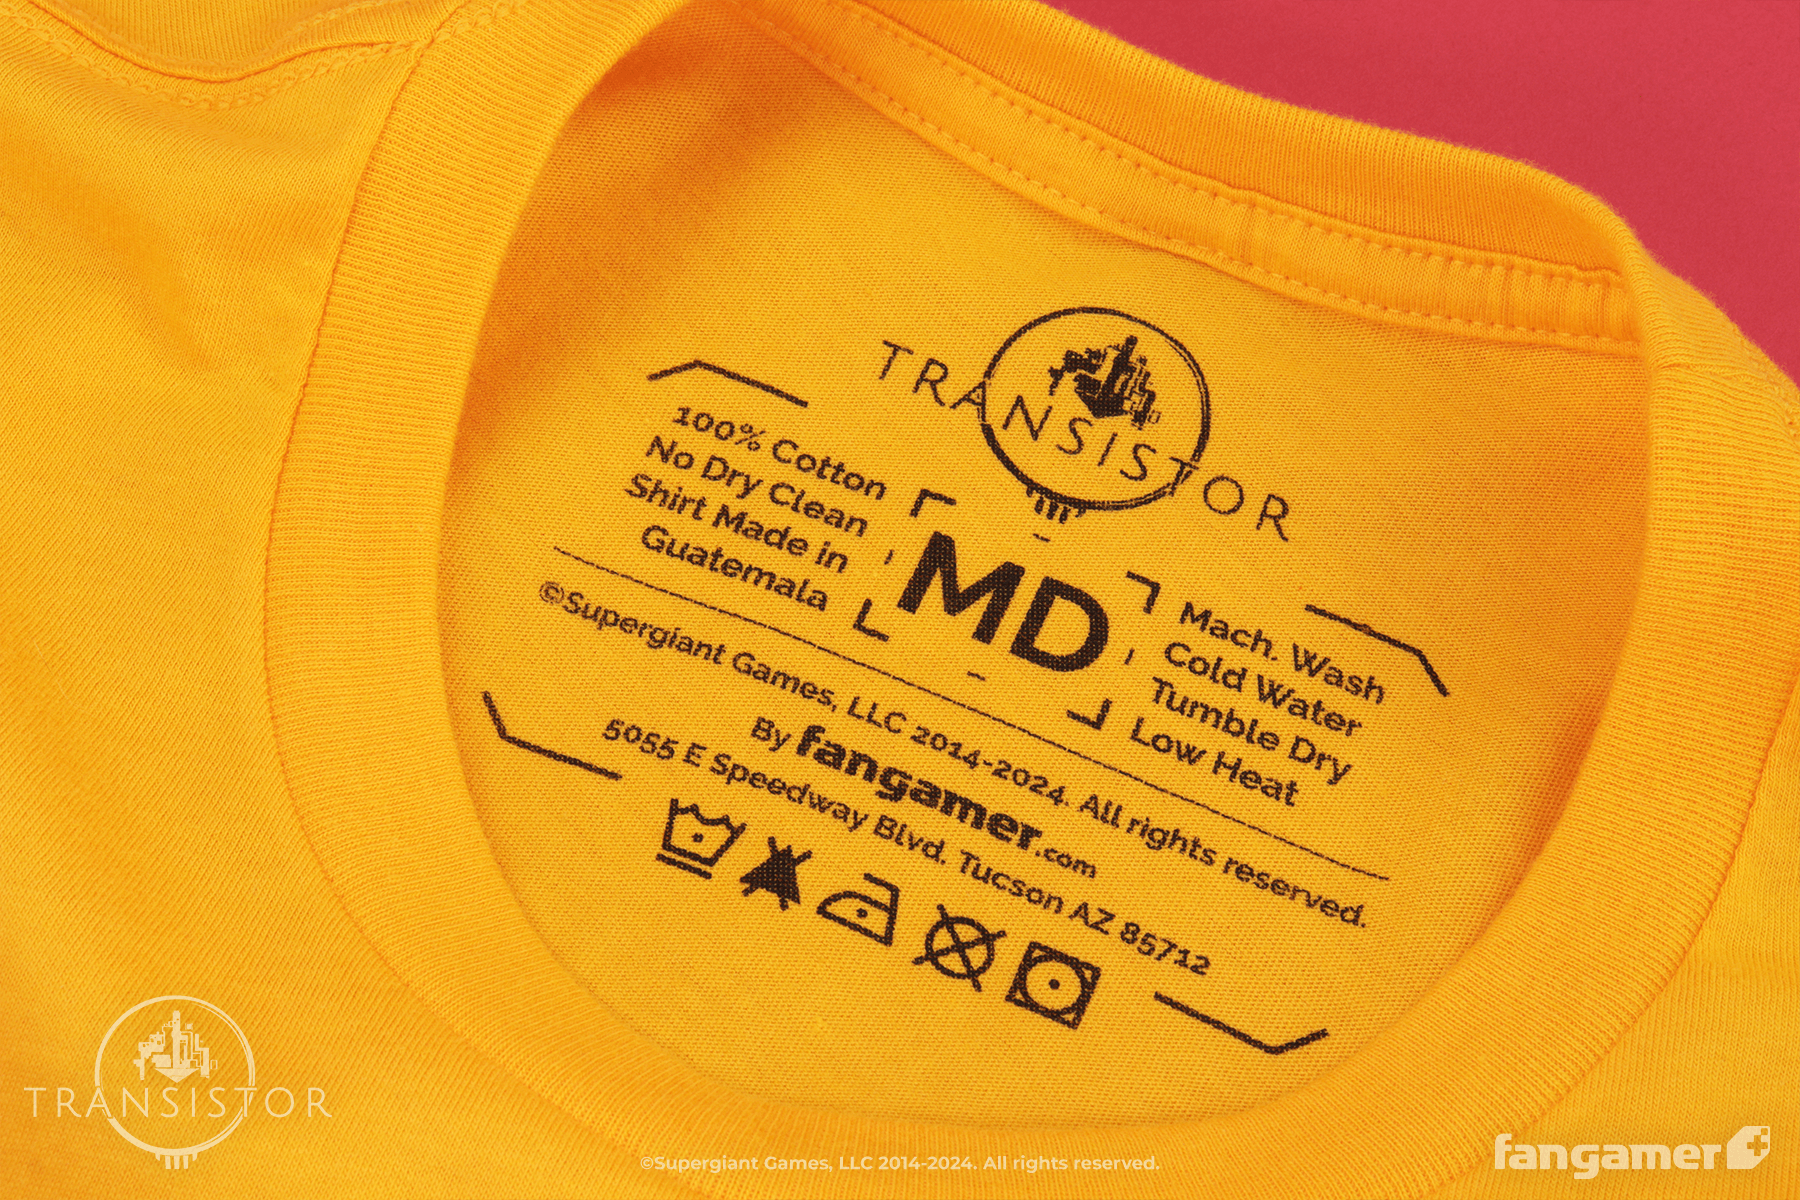 TRANSISTOR
100% Cotton
No Dry Clean
Shirt Made in
Guatemala
MD
Mach. Wash
Cold Water
Tumble Dry
Low Heat
©Supergiant Games, LLC 2014-2024. All rights reserved.
By fangamer.com
5055 E Speedway Blvd. Tucson AZ 85712
TRANSISTOR
©Supergiant Games, LLC 2014-2024. All rights reserved.
fangamer